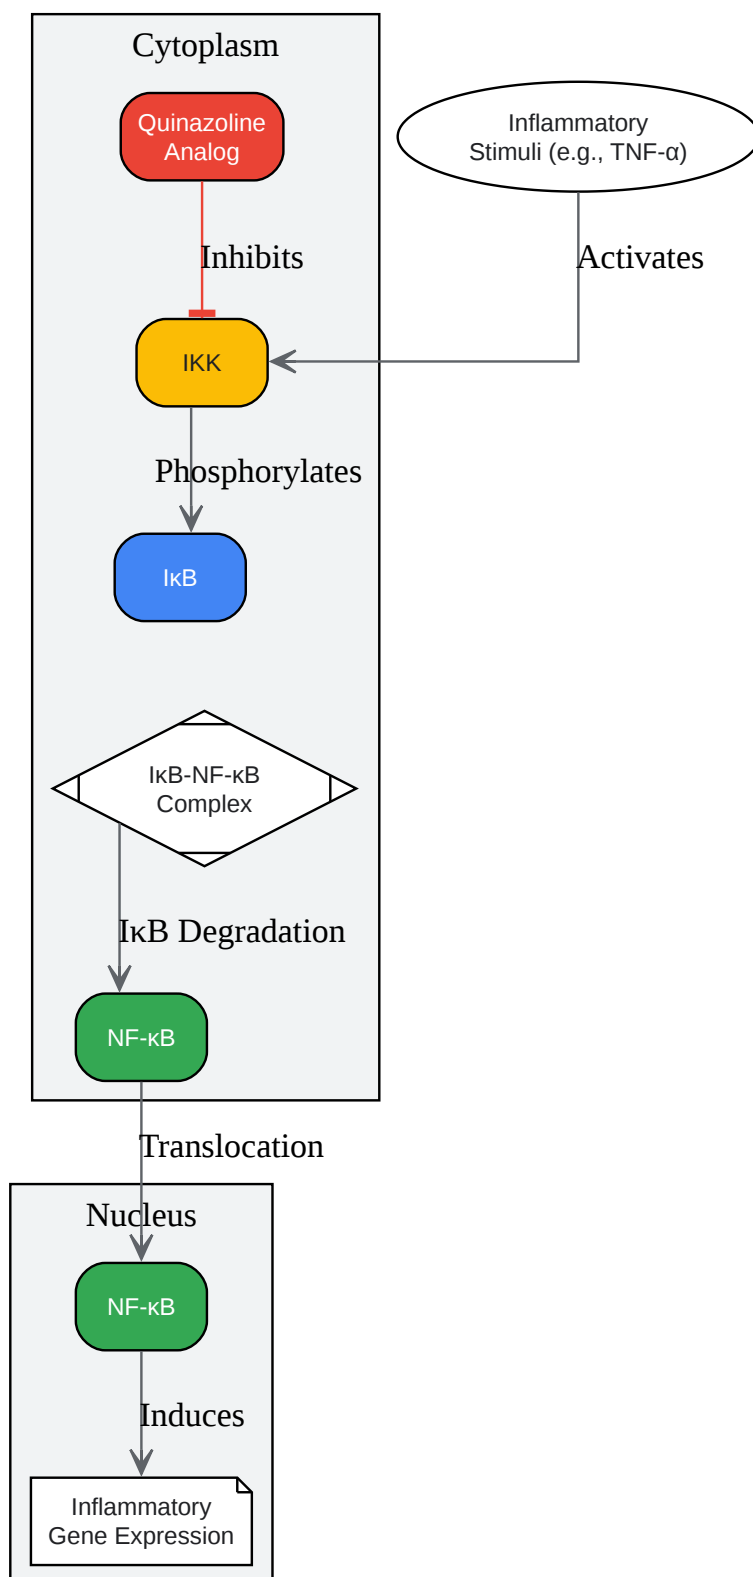 Cytoplasm
Quinazoline
Analog
Inflammatory
Stimuli (e.g., TNF-α)
Inhibits
Activates
IKK
Phosphorylates
IκB
IκB-NF-κB
Complex
IκB Degradation
NF-κB
Translocation
Nucleus
NF-κB
Induces
Inflammatory
Gene Expression